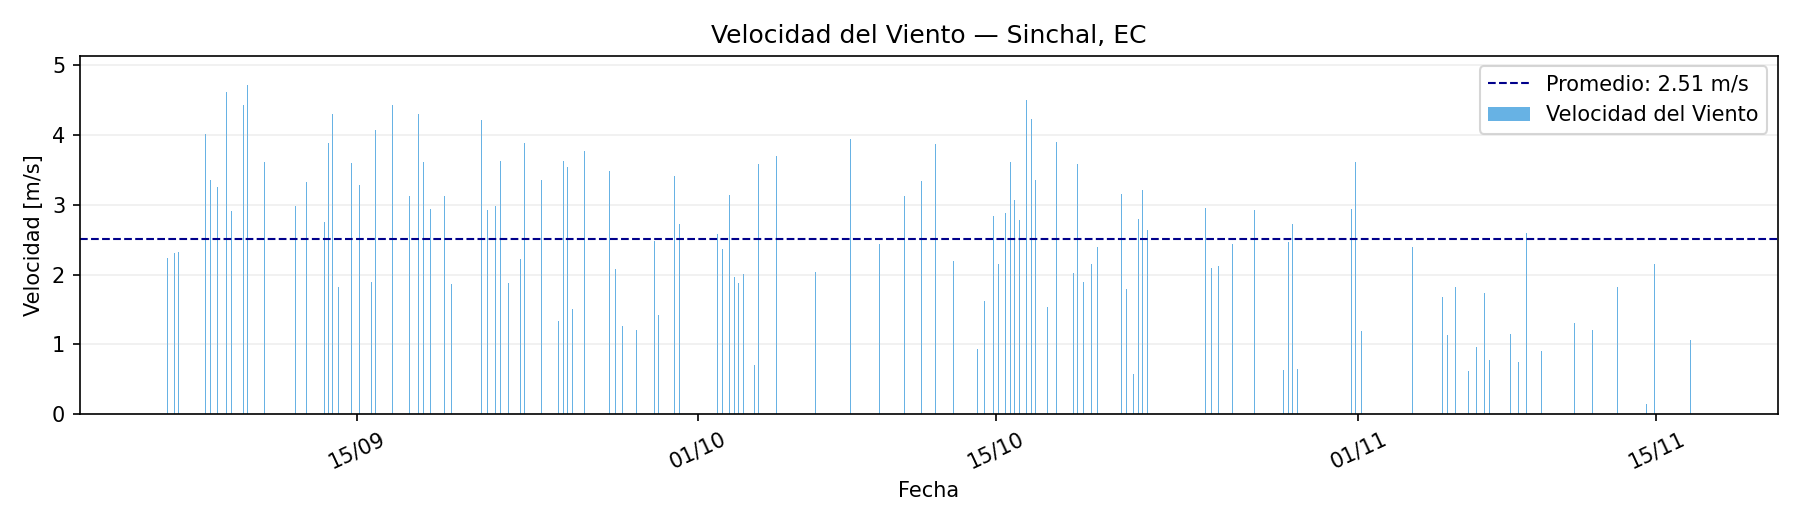 Velocidad del Viento — Sinchal, EC
Promedio: 2.51 m/s
Velocidad del Viento
Velocidad [m/s]
5
4
3
2
1
0
15/09
01/10
15/10
01/11
15/11
Fecha